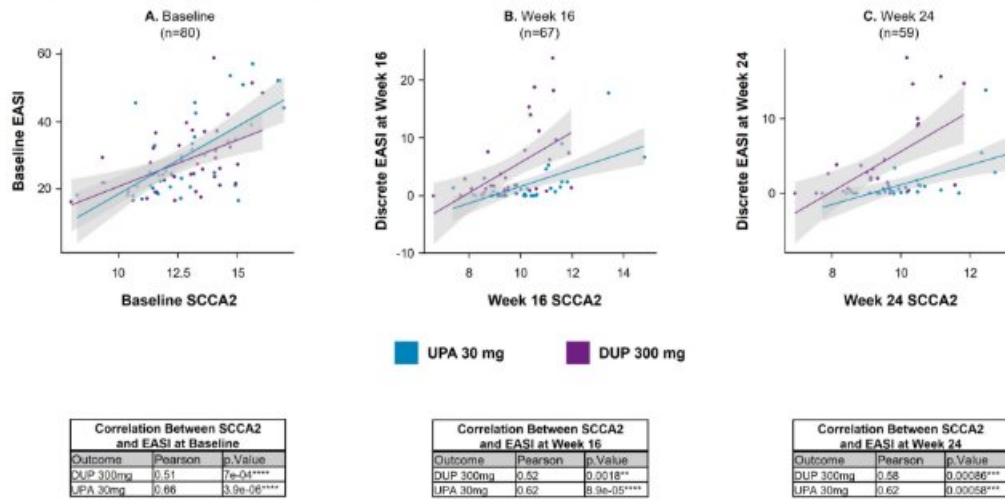 A. Baseline
(n=80)
Baseline EASI
60
40
20
10
12.5
15
Baseline SCCA2
B. Week 16
(n=67)
Discrete EASI at Week 16
20
10
0
-10
8
10
12
14
Week 16 SCCA2
C. Week 24
(n=59)
Discrete EASI at Week 24
10
0
8
10
12
Week 24 SCCA2
UPA 30 mg
DUP 300 mg
Correlation Between SCCA2
and EASI at Baseline
Outcome Pearson p.Value
DUP 300mg 0.51 7e-04****
UPA 30mg 0.66 3.9e-06****
Correlation Between SCCA2
and EASI at Week 16
Outcome Pearson p.Value
DUP 300mg 0.52 0.0018**
UPA 30mg 0.62 8.9e-05****
Correlation Between SCCA2
and EASI at Week 24
Outcome Pearson p.Value
DUP 300mg 0.58 0.00086***
UPA 30mg 0.62 0.00058***